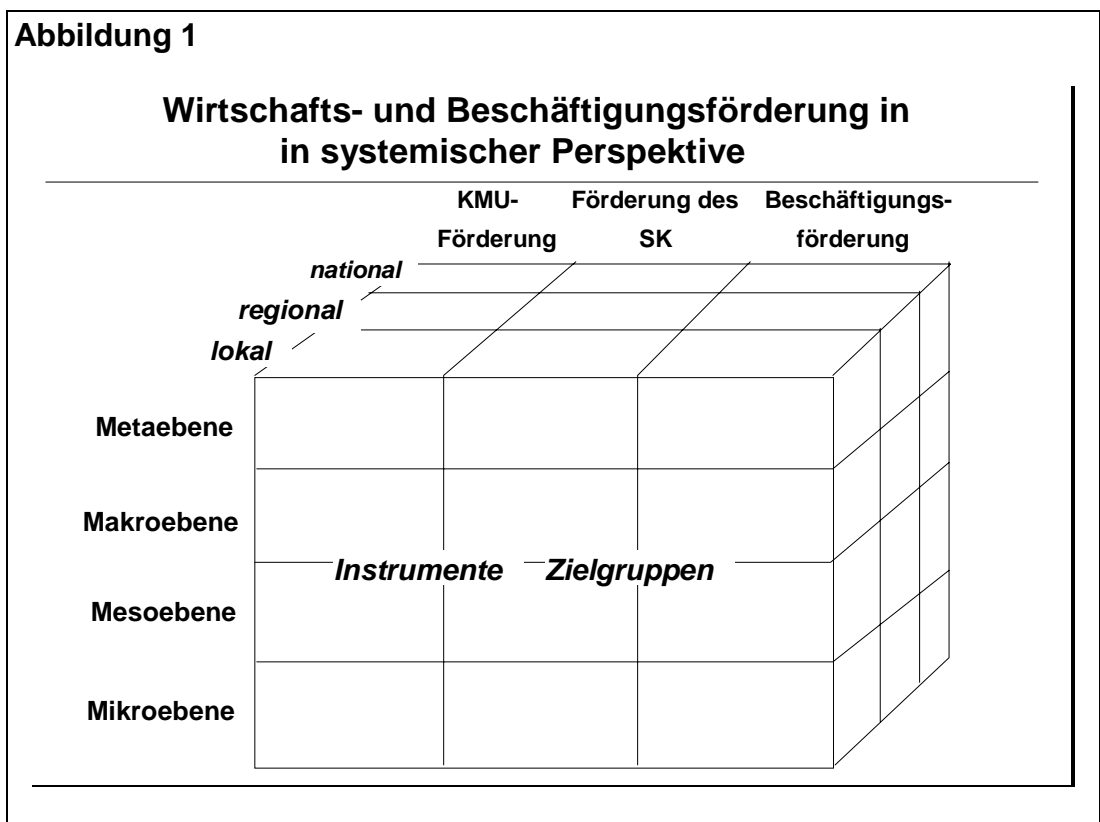 Abbildung 1
Wirtschafts- und Beschäftigungsförderung in
in systemischer Perspektive
KMU- Förderung des Beschäftigungs-
Förderung SK förderung
national
regional
lokal
Metaebene
Makroebene
Instrumente Zielgruppen
Mesoebene
Mikroebene